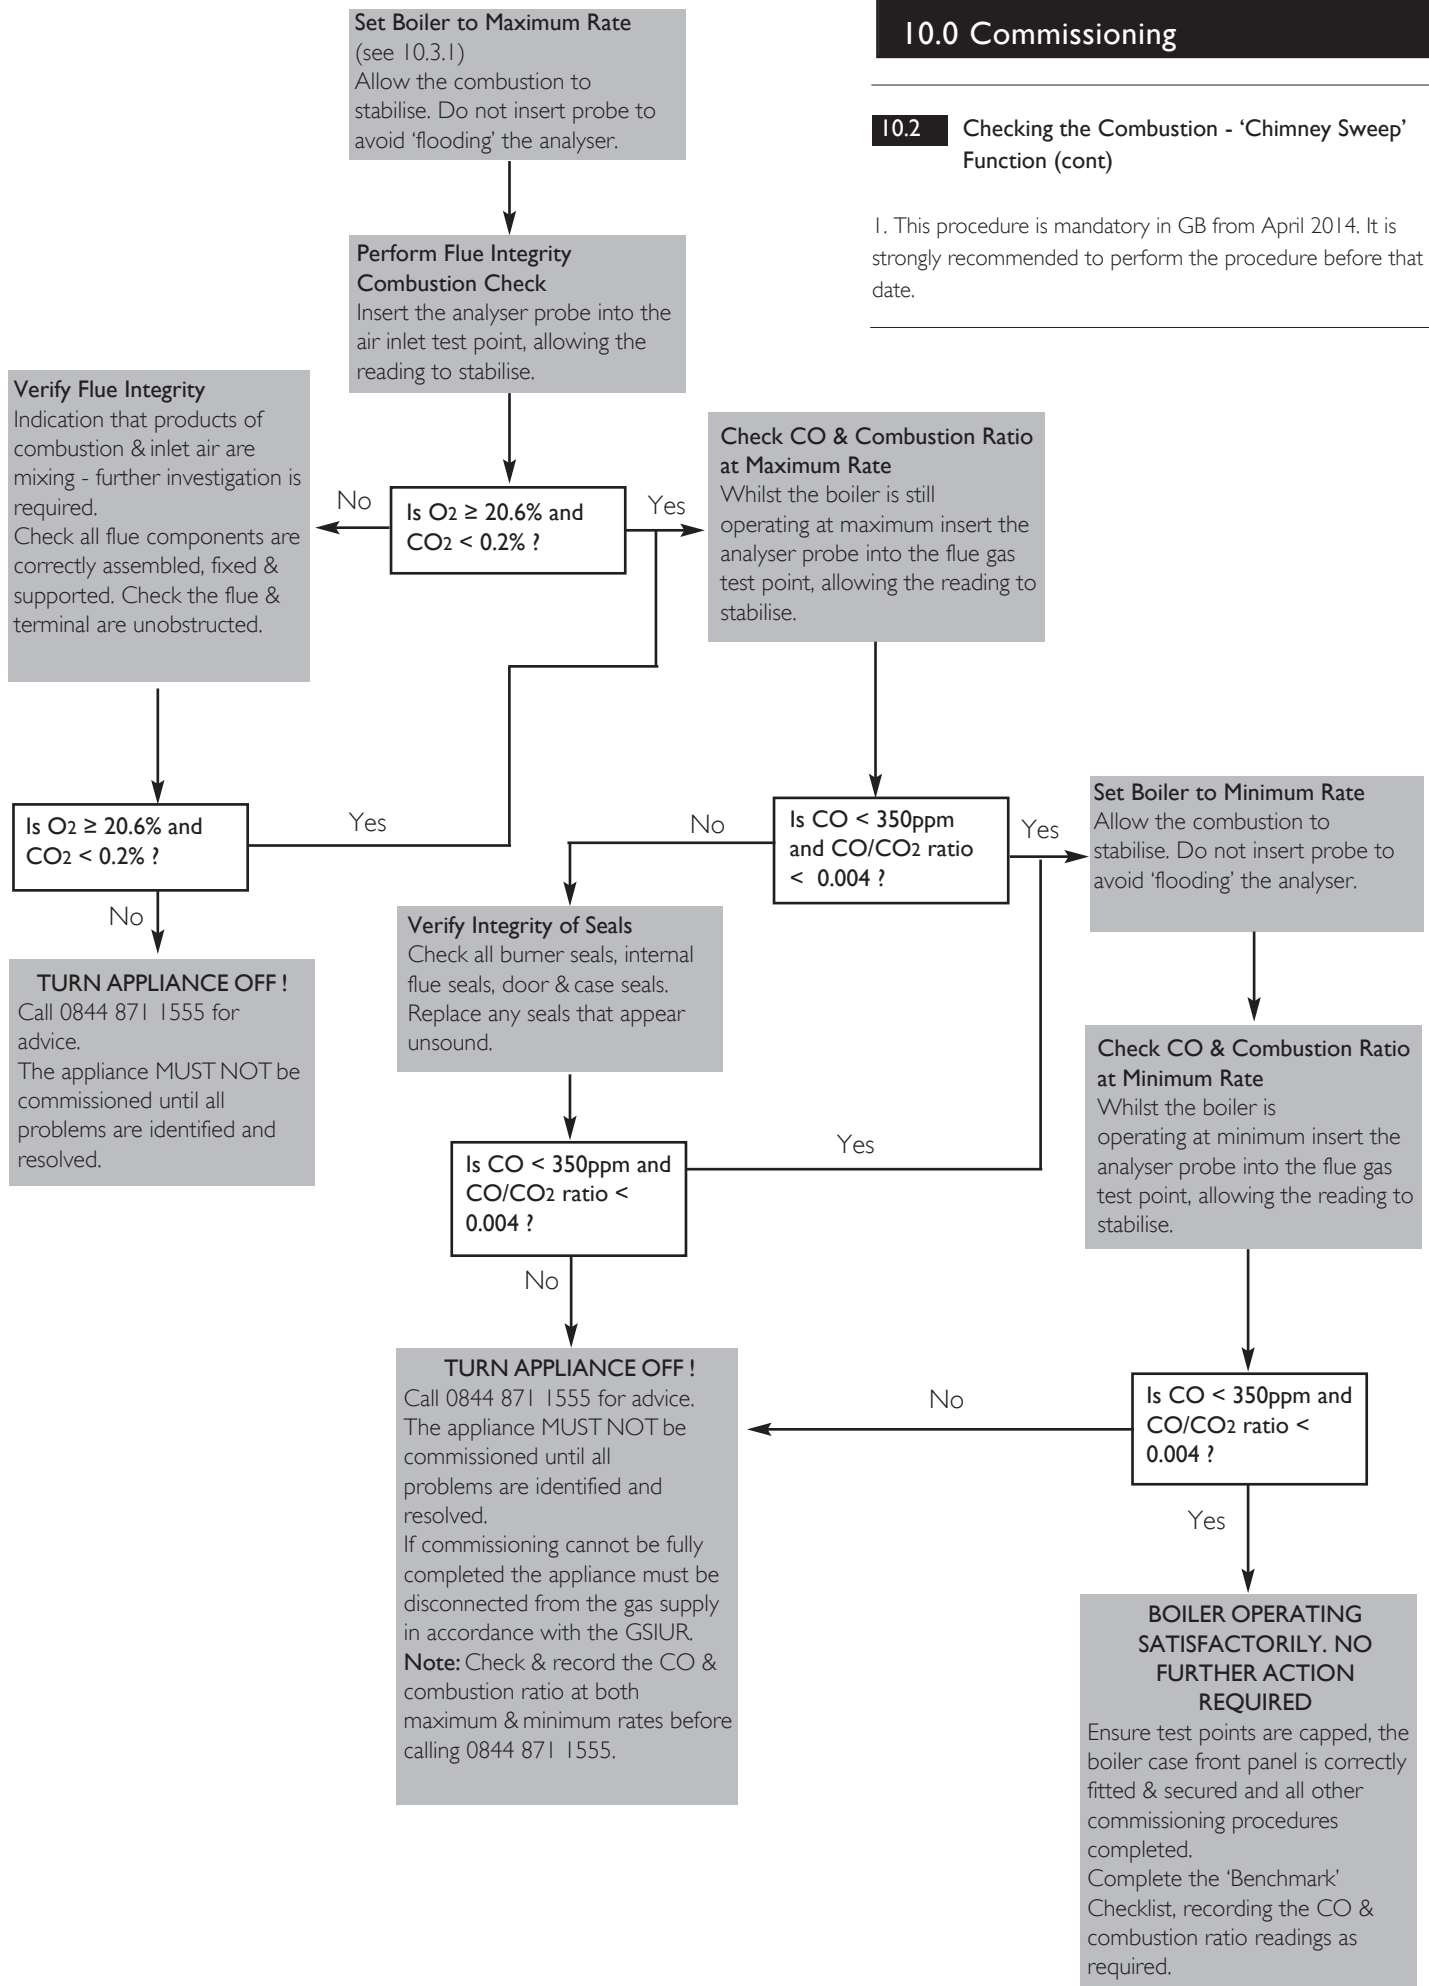 10.0 Commissioning
10.2 Checking the Combustion - ‘Chimney Sweep’
Function (cont)
1. This procedure is mandatory in GB from April 2014. It is
strongly recommended to perform the procedure before that
date.
Set Boiler to Maximum Rate
(see 10.3.1)
Allow the combustion to
stabilise. Do not insert probe to
avoid ‘flooding’ the analyser.
Perform Flue Integrity
Combustion Check
Insert the analyser probe into the
air inlet test point, allowing the
reading to stabilise.
Is O2 ≥ 20.6% and
CO2 < 0.2% ?
No
Yes
Verify Flue Integrity
Indication that products of
combustion & inlet air are
mixing - further investigation is
required.
Check all flue components are
correctly assembled, fixed &
supported. Check the flue &
terminal are unobstructed.
Is O2 ≥ 20.6% and
CO2 < 0.2% ?
Yes
No
TURN APPLIANCE OFF !
Call 0844 871 1555 for
advice.
The appliance MUST NOT be
commissioned until all
problems are identified and
resolved.
Check CO & Combustion Ratio
at Maximum Rate
Whilst the boiler is still
operating at maximum insert the
analyser probe into the flue gas
test point, allowing the reading to
stabilise.
Is CO < 350ppm
and CO/CO2 ratio
< 0.004 ?
No
Yes
Verify Integrity of Seals
Check all burner seals, internal
flue seals, door & case seals.
Replace any seals that appear
unsound.
Is CO < 350ppm and
CO/CO2 ratio <
0.004 ?
Yes
No
TURN APPLIANCE OFF !
Call 0844 871 1555 for advice.
The appliance MUST NOT be
commissioned until all
problems are identified and
resolved.
If commissioning cannot be fully
completed the appliance must be
disconnected from the gas supply
in accordance with the GSIUR.
Note: Check & record the CO &
combustion ratio at both
maximum & minimum rates before
calling 0844 871 1555.
Set Boiler to Minimum Rate
Allow the combustion to
stabilise. Do not insert probe to
avoid ‘flooding’ the analyser.
Check CO & Combustion Ratio
at Minimum Rate
Whilst the boiler is
operating at minimum insert the
analyser probe into the flue gas
test point, allowing the reading to
stabilise.
Is CO < 350ppm and
CO/CO2 ratio <
0.004 ?
No
Yes
BOILER OPERATING
SATISFACTORILY. NO
FURTHER ACTION
REQUIRED
Ensure test points are capped, the
boiler case front panel is correctly
fitted & secured and all other
commissioning procedures
completed.
Complete the ‘Benchmark’
Checklist, recording the CO &
combustion ratio readings as
required.